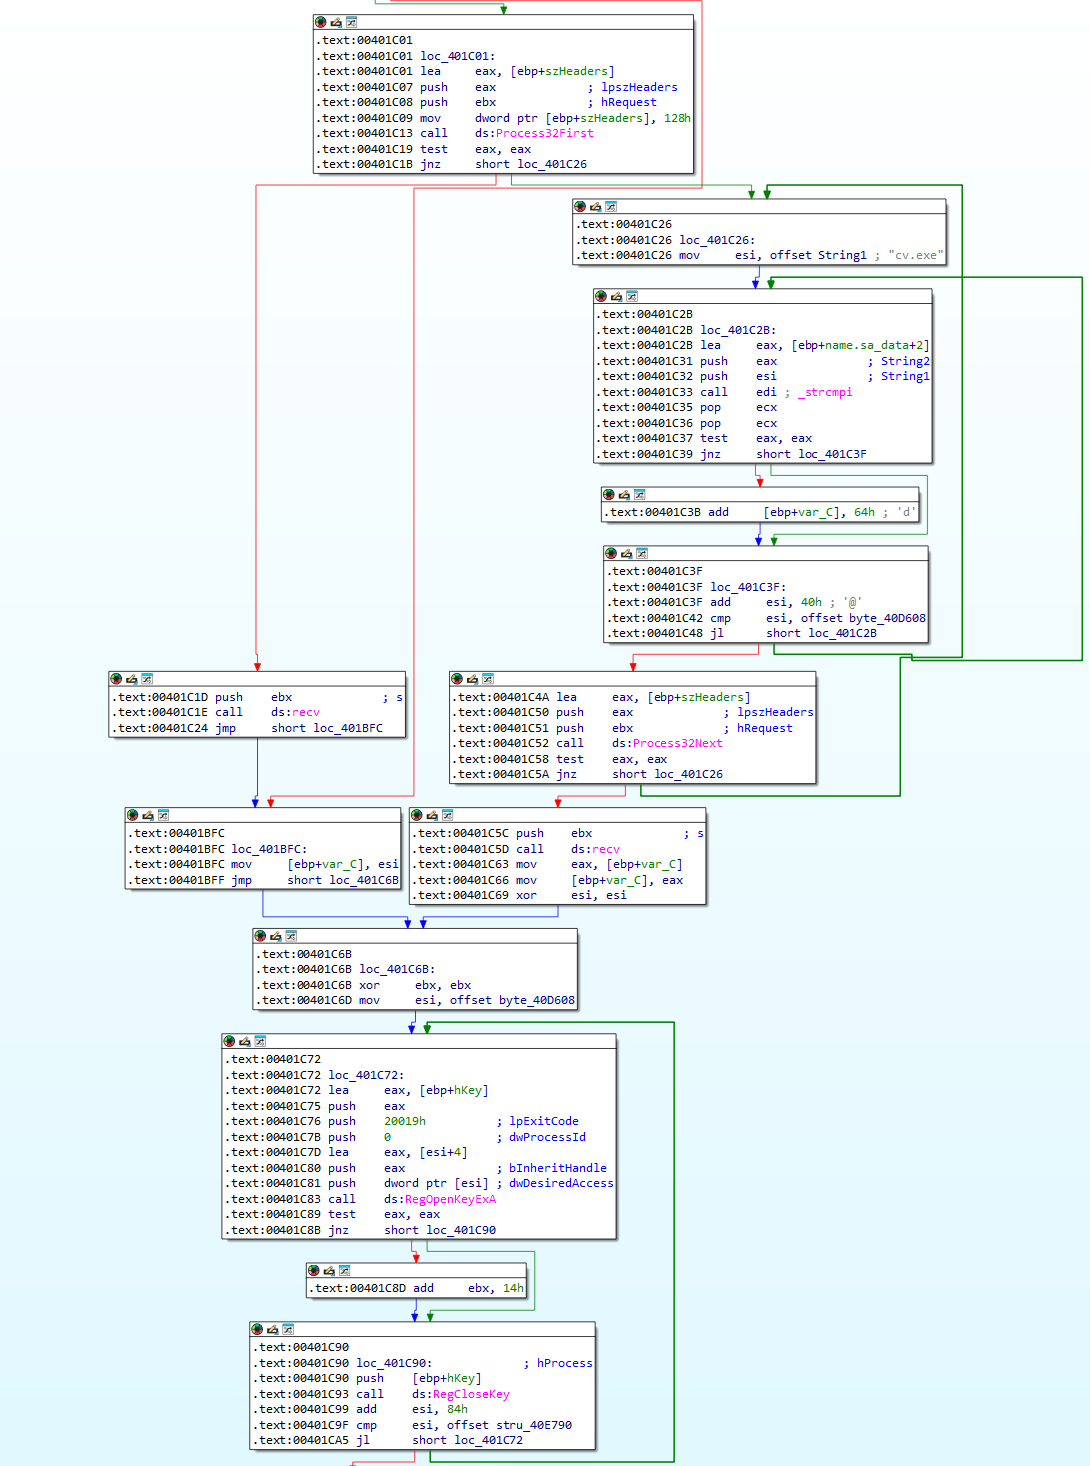 .text:00401C01
.text:00401C01 loc_401C01:
.text:00401C01 lea eax, [ebp+szHeaders]
.text:00401C07 push eax ; lpszHeaders
.text:00401C08 push ebx ; hRequest
.text:00401C09 mov dword ptr [ebp+szHeaders], 128h
.text:00401C13 call ds:Process32First
.text:00401C19 test eax, eax
.text:00401C1B jnz short loc_401C26
.text:00401C26
.text:00401C26 loc_401C26:
.text:00401C26 mov esi, offset String1 ; "cv.exe"
.text:00401C2B
.text:00401C2B loc_401C2B:
.text:00401C2B lea eax, [ebp+name.sa_data+2]
.text:00401C31 push eax ; String2
.text:00401C32 push esi ; String1
.text:00401C33 call edi ; _strcmpi
.text:00401C35 pop ecx
.text:00401C36 pop ecx
.text:00401C37 test eax, eax
.text:00401C39 jnz short loc_401C3F
.text:00401C3B add [ebp+var_C], 64h ; 'd'
.text:00401C3F
.text:00401C3F loc_401C3F:
.text:00401C3F add esi, 40h ; '@'
.text:00401C42 cmp esi, offset byte_40D608
.text:00401C48 jl short loc_401C2B
.text:00401C1D push ebx ; s
.text:00401C1E call ds:recv
.text:00401C24 jmp short loc_401BFC
.text:00401C4A lea eax, [ebp+szHeaders]
.text:00401C50 push eax ; lpszHeaders
.text:00401C51 push ebx ; hRequest
.text:00401C52 call ds:Process32Next
.text:00401C58 test eax, eax
.text:00401C5A jnz short loc_401C26
.text:00401BFC
.text:00401BFC loc_401BFC:
.text:00401BFC mov [ebp+var_C], esi
.text:00401BFF jmp short loc_401C6B
.text:00401C5C push ebx ; s
.text:00401C5D call ds:recv
.text:00401C63 mov eax, [ebp+var_C]
.text:00401C66 mov [ebp+var_C], eax
.text:00401C69 xor esi, esi
.text:00401C6B
.text:00401C6B loc_401C6B:
.text:00401C6B xor ebx, ebx
.text:00401C6D mov esi, offset byte_40D608
.text:00401C72
.text:00401C72 loc_401C72:
.text:00401C72 lea eax, [ebp+hKey]
.text:00401C75 push eax
.text:00401C76 push 20019h ; lpExitCode
.text:00401C7B push 0 ; dwProcessId
.text:00401C7D lea eax, [esi+4]
.text:00401C80 push eax ; bInheritHandle
.text:00401C81 push dword ptr [esi] ; dwDesiredAccess
.text:00401C83 call ds:RegOpenKeyExA
.text:00401C89 test eax, eax
.text:00401C8B jnz short loc_401C90
.text:00401C8D add ebx, 14h
.text:00401C90
.text:00401C90 loc_401C90: ; hProcess
.text:00401C90 push [ebp+hKey]
.text:00401C93 call ds:RegCloseKey
.text:00401C99 add esi, 84h
.text:00401C9F cmp esi, offset stru_40E790
.text:00401CA5 jl short loc_401C72